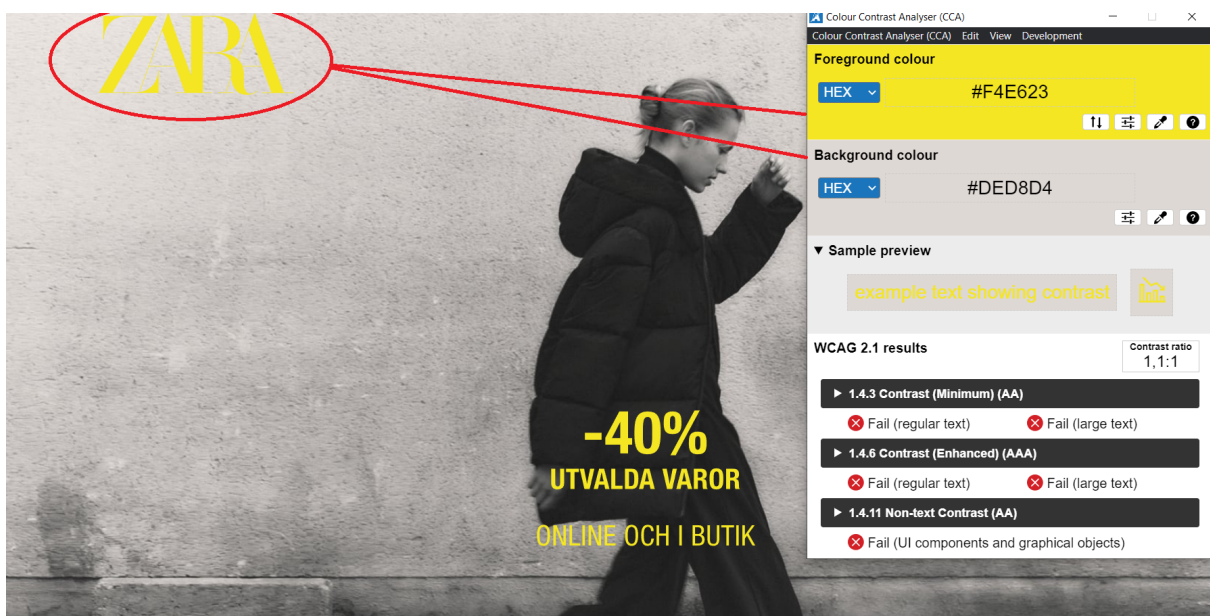 ZARA
-40%
UTVALDA VAROR
ONLINE OCH I BUTIK
Colour Contrast Analyser (CCA)
Colour Contrast Analyser (CCA) Edit View Development
Foreground colour
HEX #F4E623
Background colour
HEX #DED8D4
▼ Sample preview
example text showing contrast
WCAG 2.1 results
Contrast ratio
1,1:1
1.4.3 Contrast (Minimum) (AA)
Fail (regular text) Fail (large text)
1.4.6 Contrast (Enhanced) (AAA)
Fail (regular text) Fail (large text)
1.4.11 Non-text Contrast (AA)
Fail (UI components and graphical objects)